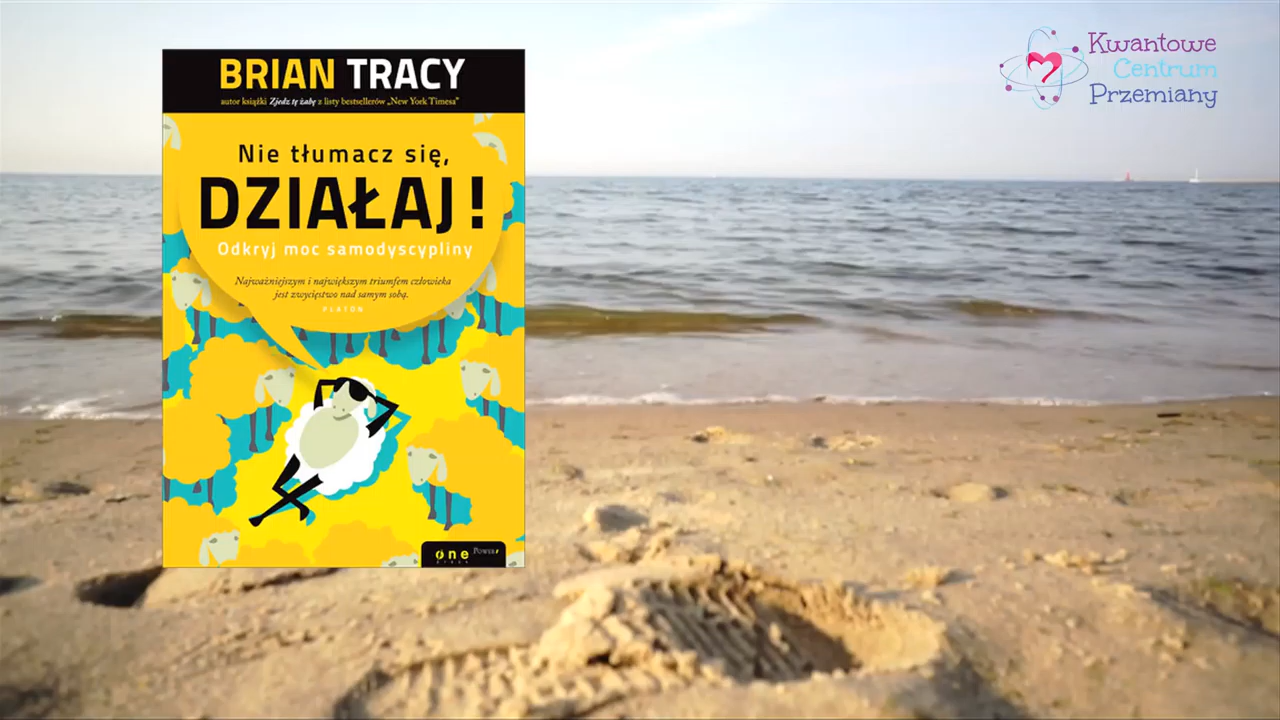 BRIAN TRACY
autor książki Zjedz tę żabę z listy bestsellerów „New York Timesa”
Nie tłumacz się,
DZIAŁAJ!
Odkryj moc samodyscypliny
Najważniejszym i największym triumfem człowieka
jest zwycięstwo nad samym sobą.
PLATON
one
Power
Kwantowe
Centrum
Przemiany